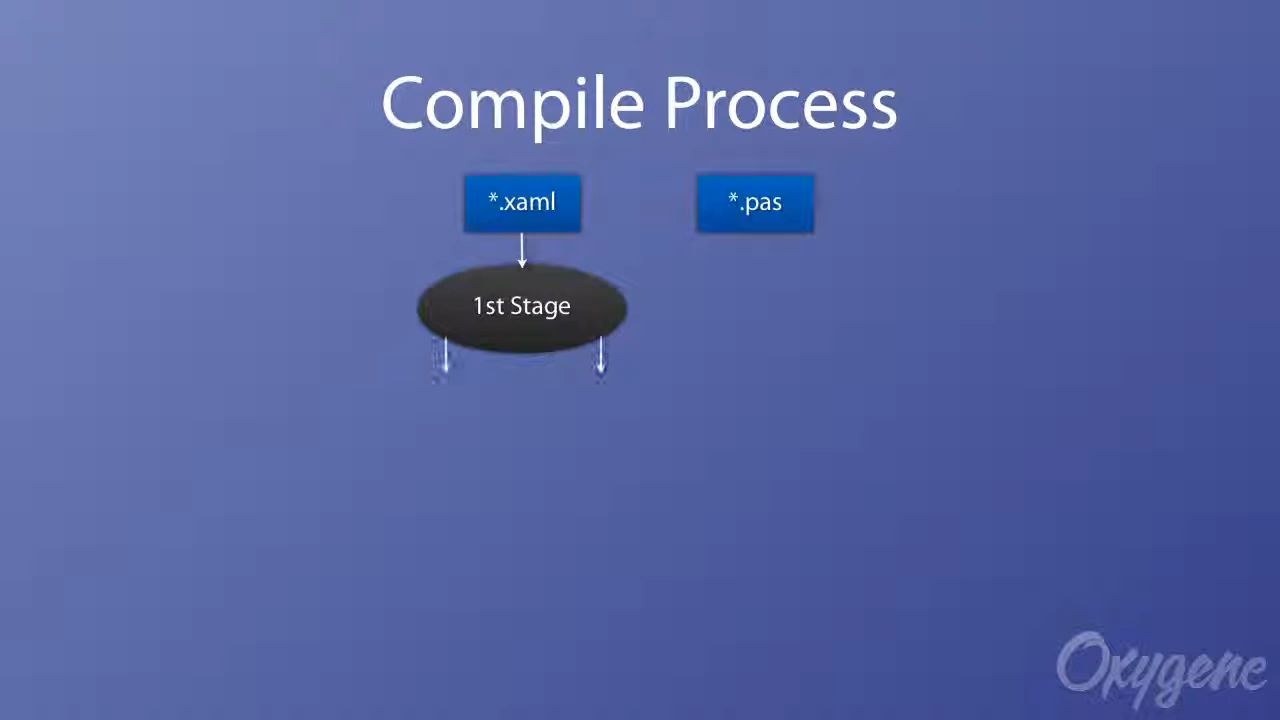 Compile Process
*.xaml
*.pas
1st Stage
Oxygene